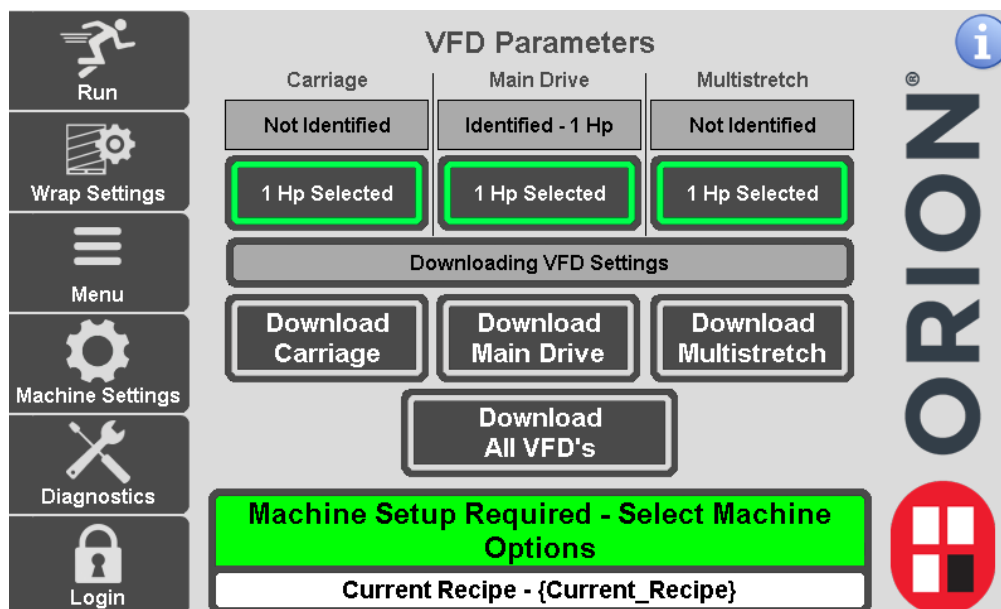 VFD Parameters
Carriage
Main Drive
Multistretch
Not Identified
Identified - 1 Hp
Not Identified
1 Hp Selected
1 Hp Selected
1 Hp Selected
Downloading VFD Settings
Download
Carriage
Download
Main Drive
Download
Multistretch
Download
All VFD's
Machine Setup Required - Select Machine
Options
Current Recipe - {Current_Recipe}
Run
Wrap Settings
Menu
Machine Settings
Diagnostics
Login
i
ORION®